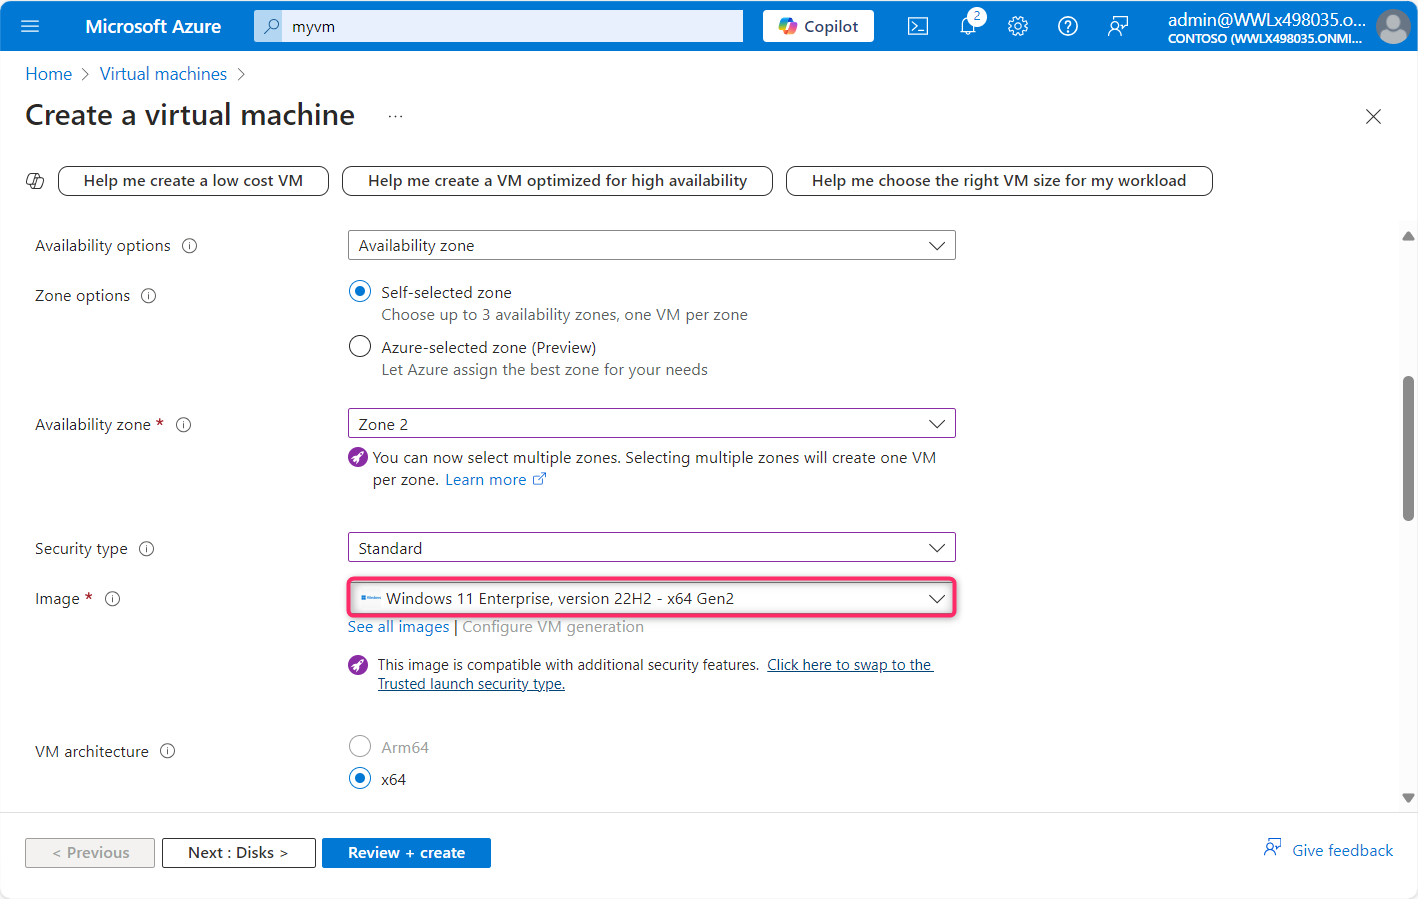 Microsoft Azure
myvm
Copilot
2
admin@WWLx498035.o...
CONTOSO (WWLX498035.ONMI...
Home > Virtual machines >
Create a virtual machine ...
Help me create a low cost VM
Help me create a VM optimized for high availability
Help me choose the right VM size for my workload
Availability options
Availability zone
Zone options
Self-selected zone
Choose up to 3 availability zones, one VM per zone
Azure-selected zone (Preview)
Let Azure assign the best zone for your needs
Availability zone *
Zone 2
You can now select multiple zones. Selecting multiple zones will create one VM
per zone. Learn more
Security type
Standard
Image *
Windows 11 Enterprise, version 22H2 - x64 Gen2
See all images | Configure VM generation
This image is compatible with additional security features. Click here to swap to the
Trusted launch security type.
VM architecture
Arm64
x64
< Previous
Next : Disks >
Review + create
Give feedback